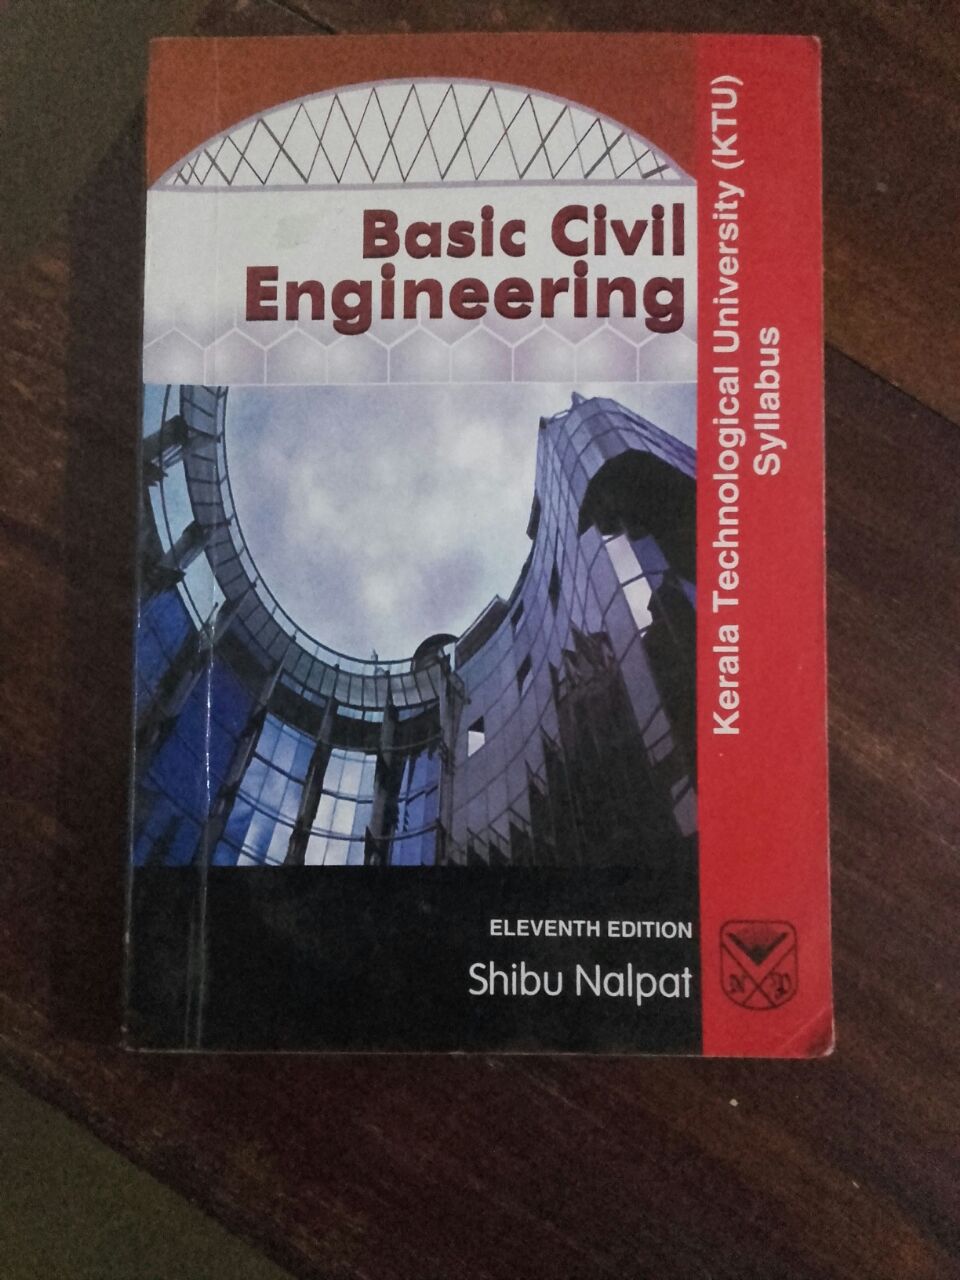 Basic Civil
Engineering
Kerala Technological University (KTU)
Syllabus
ELEVENTH EDITION
Shibu Nalpat